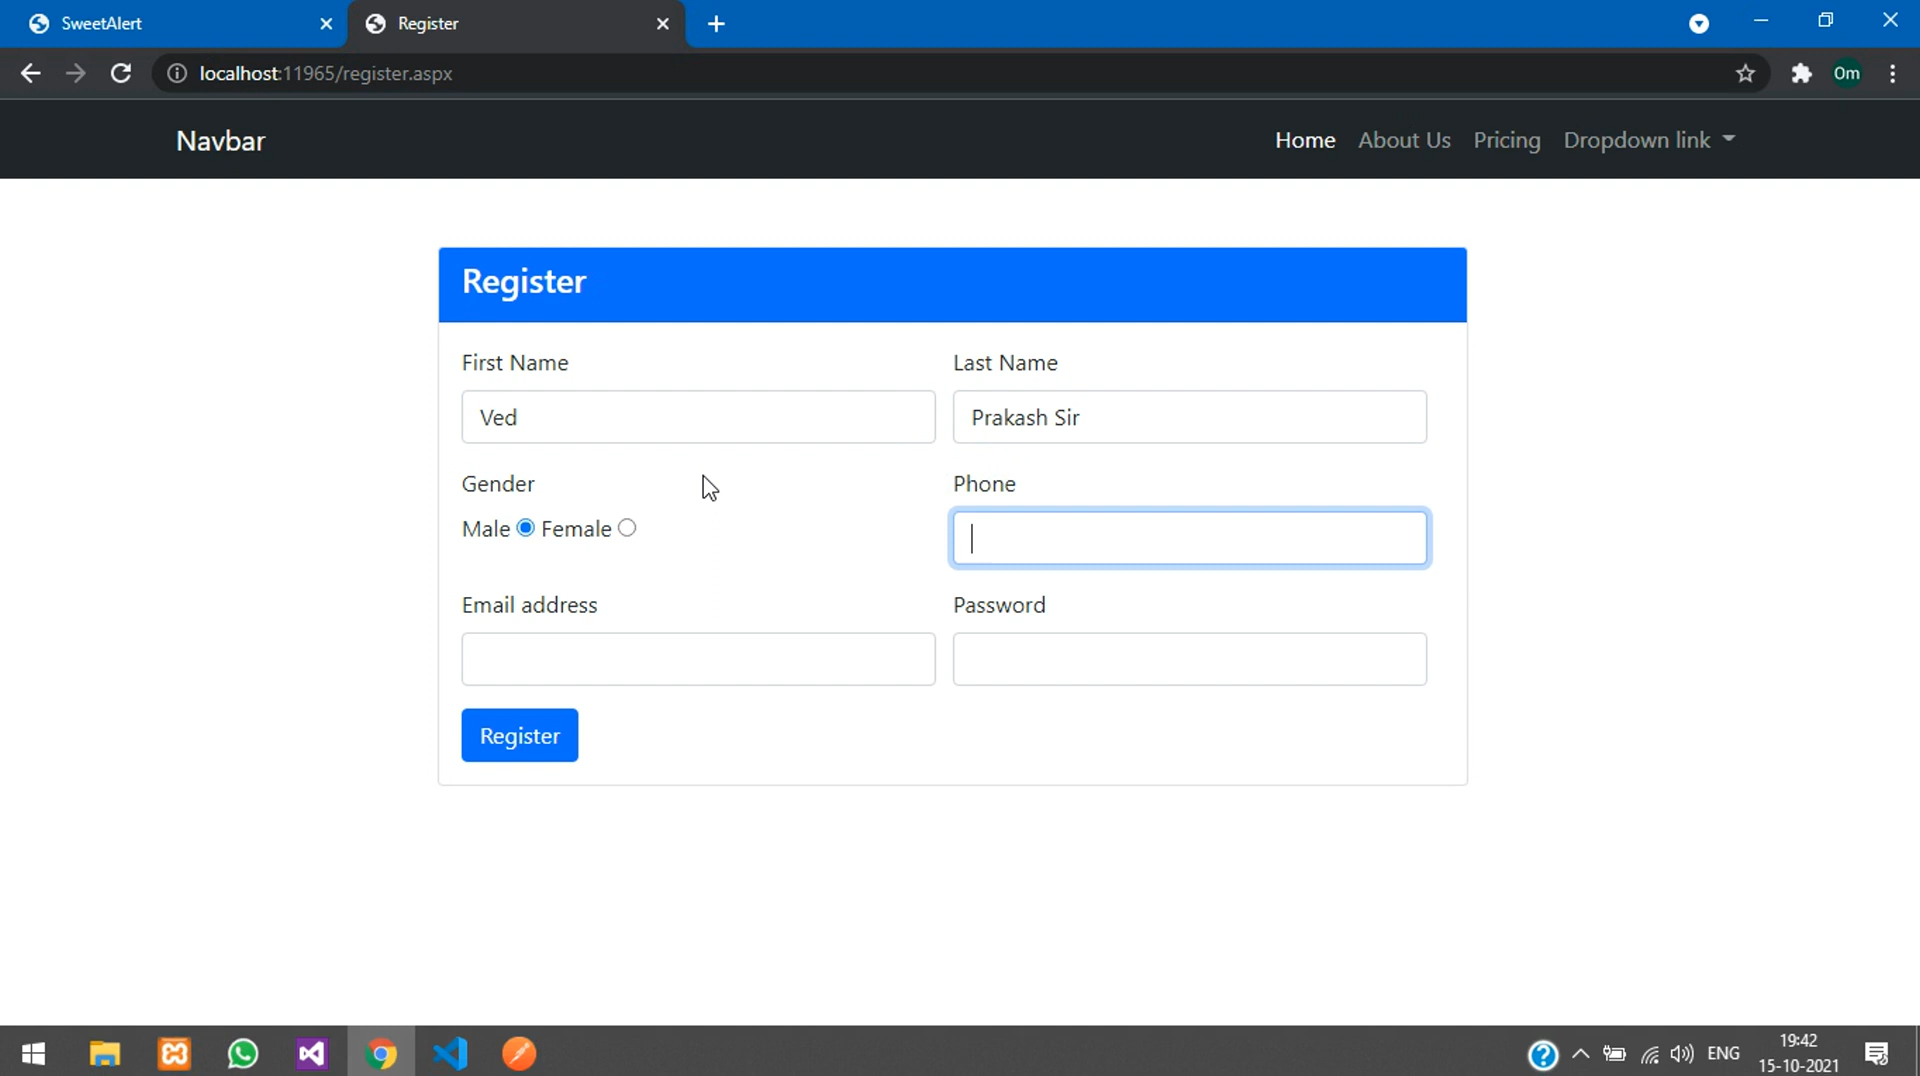 SweetAlert
Register
localhost:11965/register.aspx
Om
Navbar
Home About Us Pricing Dropdown link
Register
First Name Last Name
Ved Prakash Sir
Gender Phone
Male Female
Email address Password
Register
ENG
19:42
15-10-2021